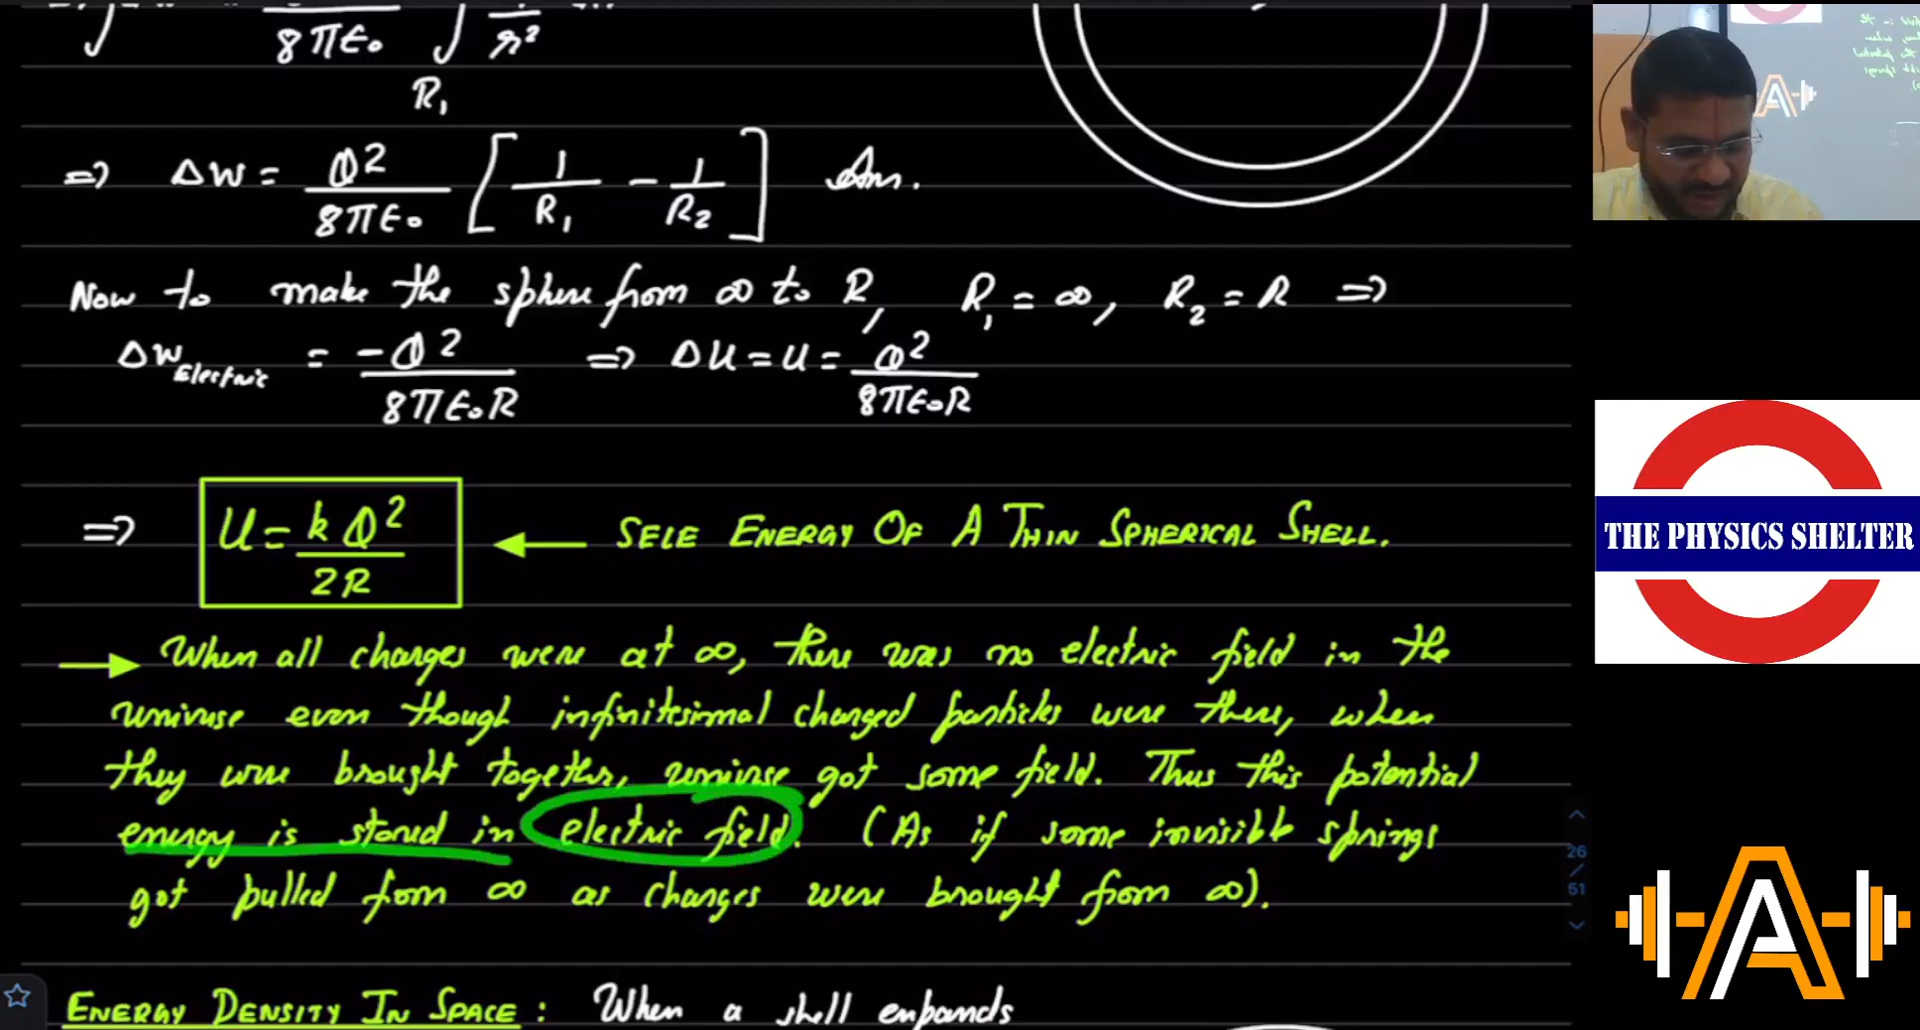 8πε₀ ∫ 1/r²
R₁
⇒ ΔW = Q²/8πε₀ [1/R₁ - 1/R₂] Ans.
Now to make the sphere from ∞ to R, R₁ = ∞, R₂ = R ⇒
ΔW Electric = -Q²/8πε₀R ⇒ ΔU = U = Q²/8πε₀R
⇒ U = kQ²/2R ← SELF ENERGY OF A THIN SPHERICAL SHELL.
→ When all charges were at ∞, there was no electric field in the
universe even though infinitesimal charged particles were there, when
they were brought together, universe got some field. Thus this potential
energy is stored in electric field. (As if some invisible springs
got pulled from ∞ as charges were brought from ∞).
ENERGY DENSITY IN SPACE : When a shell expands
THE PHYSICS SHELTER
A
26
/
51